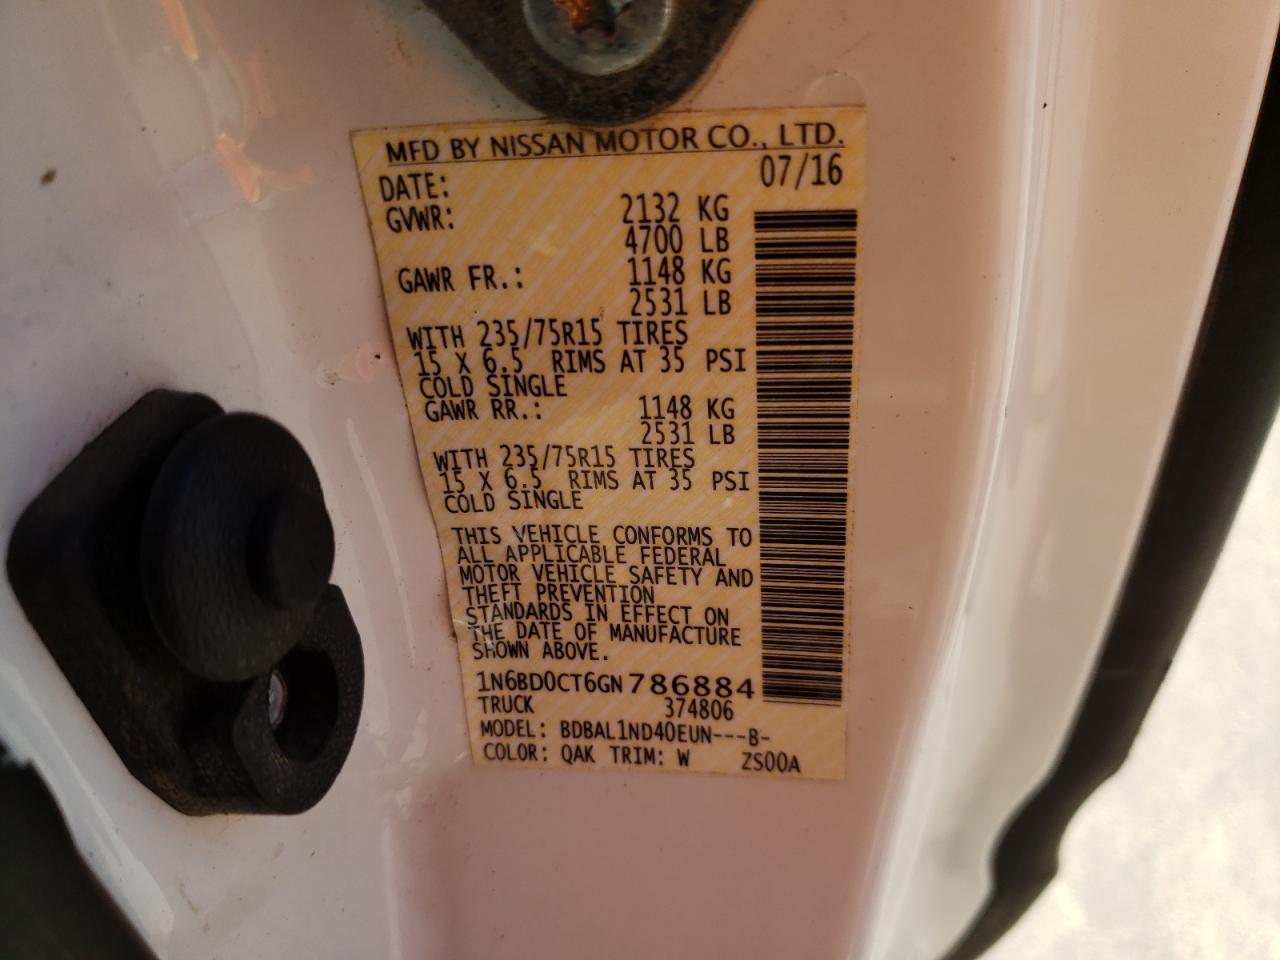 MFD BY NISSAN MOTOR CO., LTD.
DATE: 07/16
GVWR: 2132 KG
4700 LB
GAWR FR.: 1148 KG
2531 LB
WITH 235/75R15 TIRES
15 X 6.5 RIMS AT 35 PSI
COLD SINGLE
GAWR RR.: 1148 KG
2531 LB
WITH 235/75R15 TIRES
15 X 6.5 RIMS AT 35 PSI
COLD SINGLE
THIS VEHICLE CONFORMS TO
ALL APPLICABLE FEDERAL
MOTOR VEHICLE SAFETY AND
THEFT PREVENTION
STANDARDS IN EFFECT ON
THE DATE OF MANUFACTURE
SHOWN ABOVE.
1N6BD0CT6GN786884
TRUCK 374806
MODEL: BDBAL1ND40EUN---B-
COLOR: QAK TRIM: W ZS00A